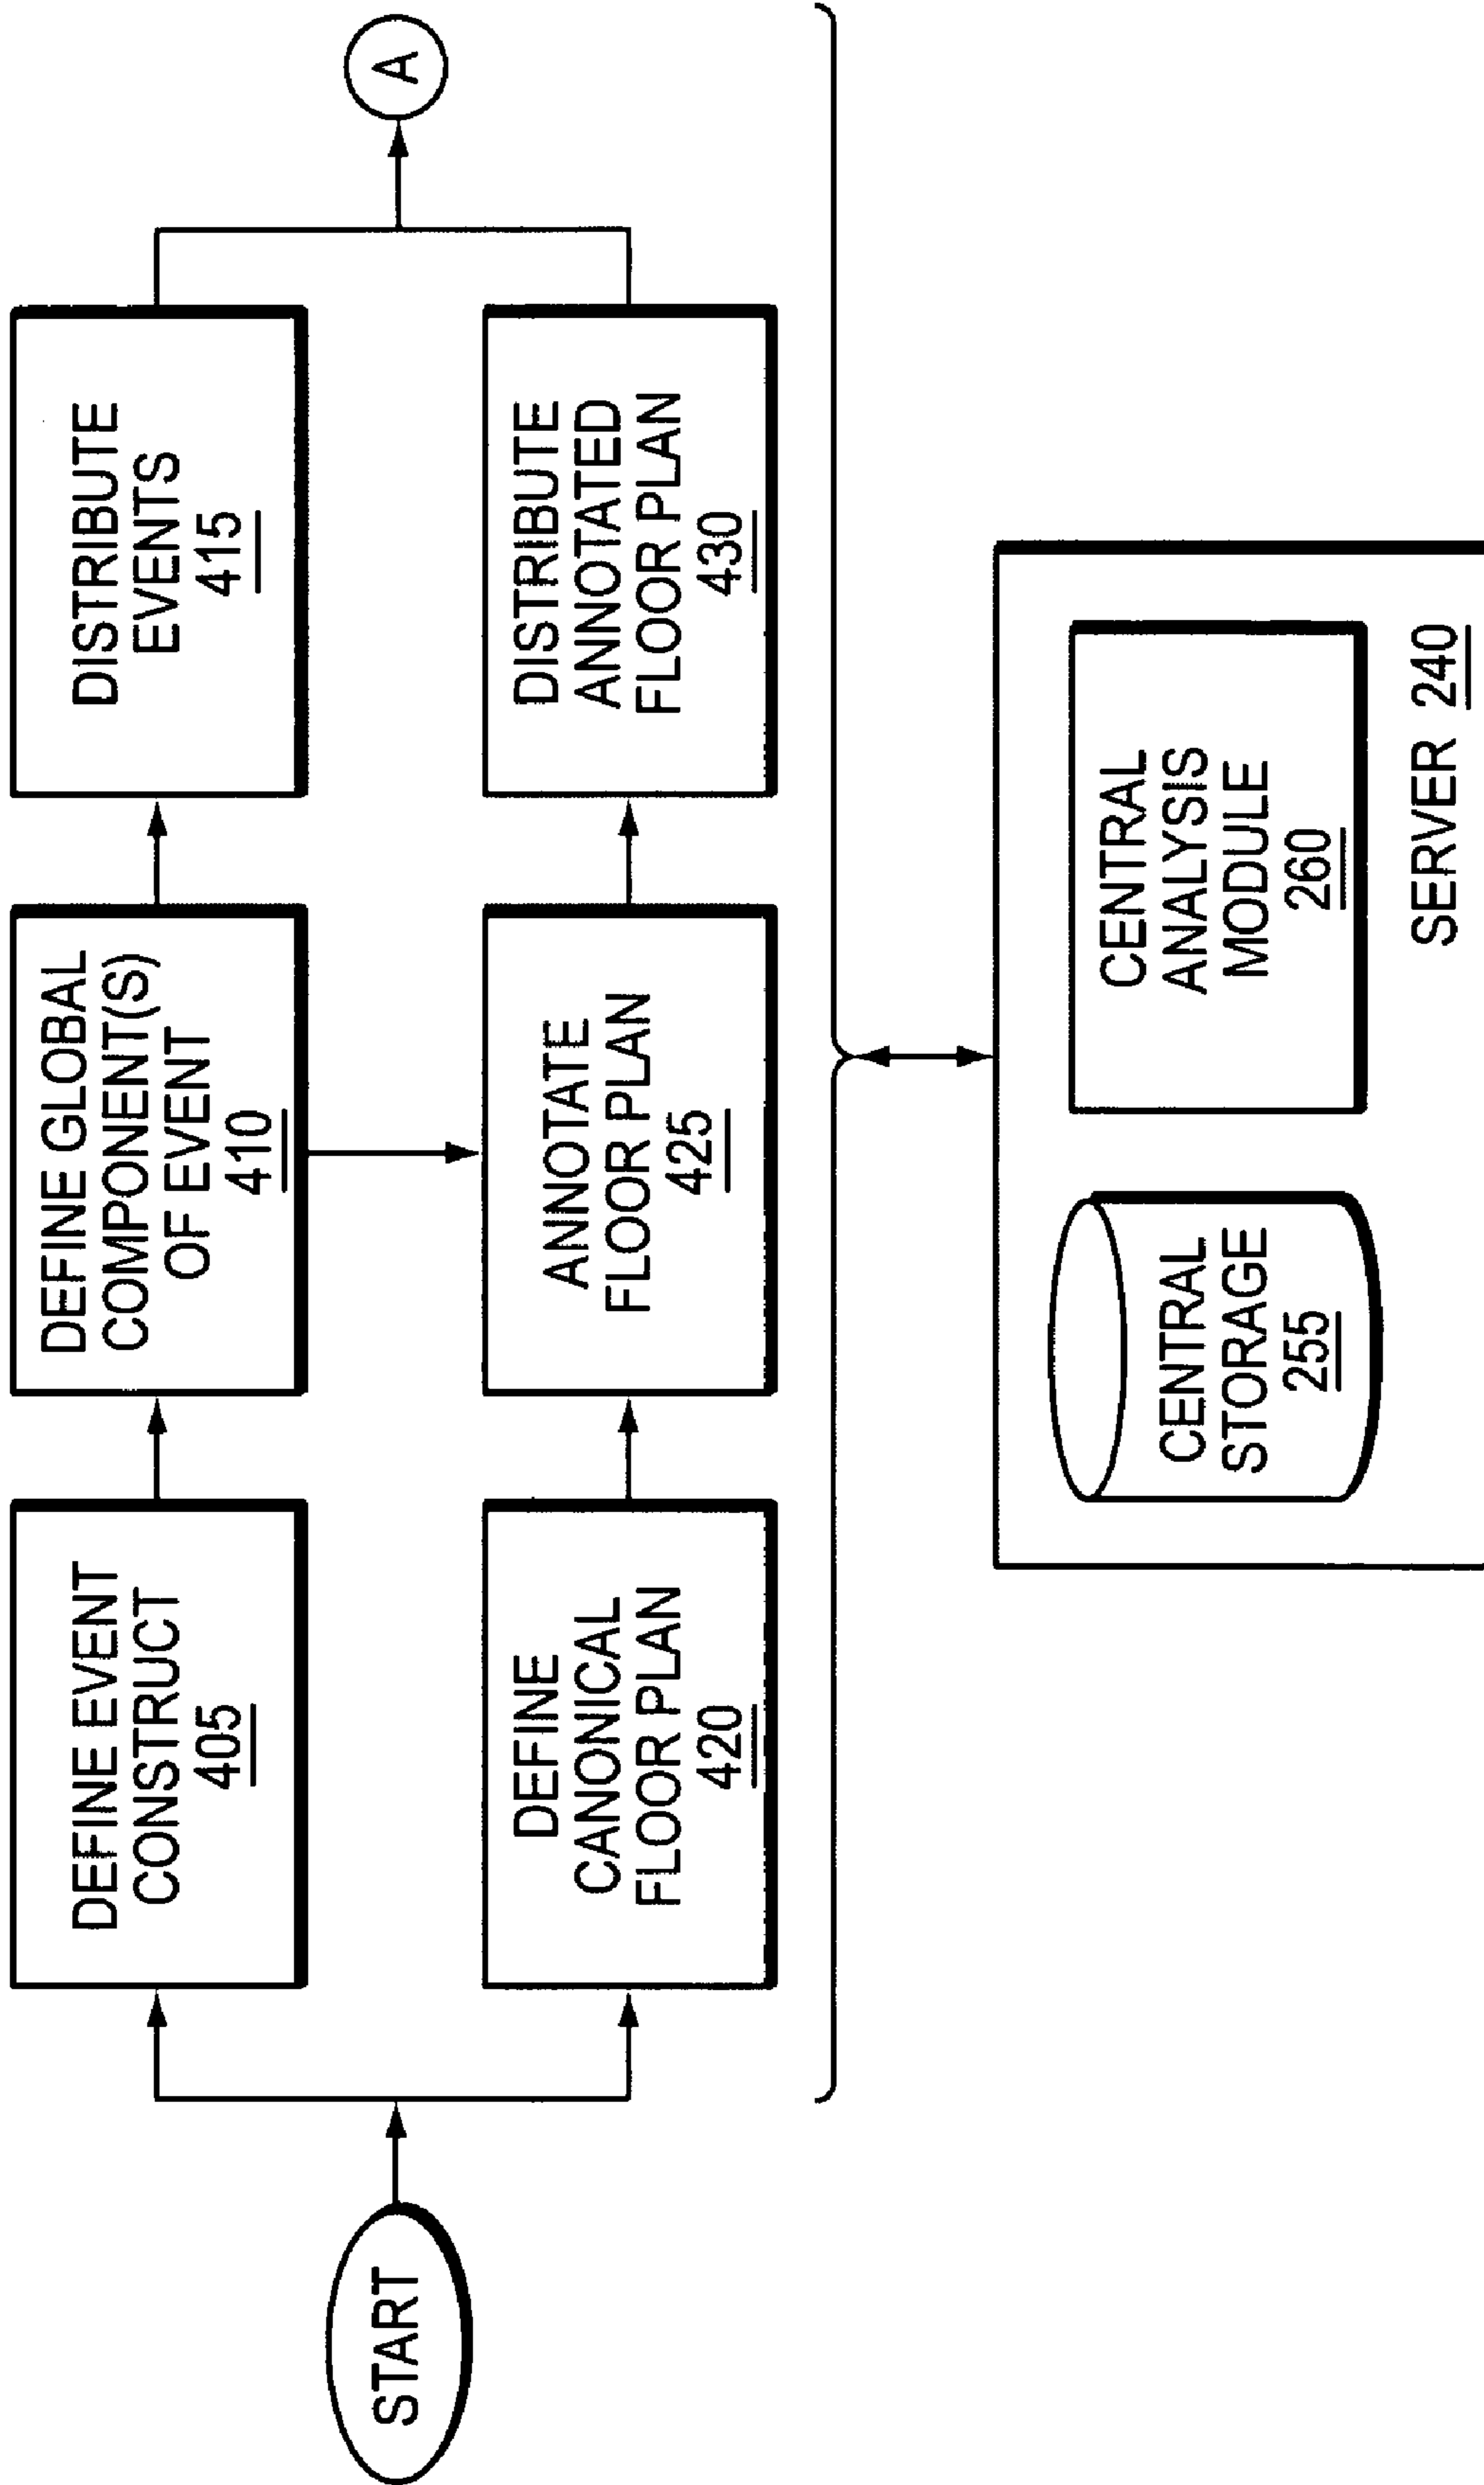 START
DEFINE EVENT
CONSTRUCT
405
DEFINE GLOBAL
COMPONENT(S)
OF EVENT
410
DISTRIBUTE
EVENTS
415
DEFINE
CANONICAL
FLOOR PLAN
420
ANNOTATE
FLOOR PLAN
425
DISTRIBUTE
ANNOTATED
FLOOR PLAN
430
A
CENTRAL
STORAGE
255
CENTRAL
ANALYSIS
MODULE
260
SERVER 240